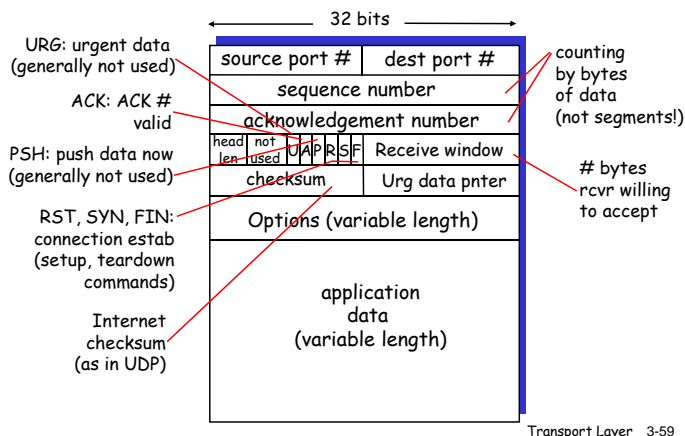 32 bits
URG: urgent data
(generally not used)
ACK: ACK #
valid
PSH: push data now
(generally not used)
RST, SYN, FIN:
connection estab
(setup, teardown
commands)
Internet
checksum
(as in UDP)
source port #
dest port #
sequence number
acknowledgement number
head
len
not
used
U
A
P
R
S
F
Receive window
checksum
Urg data pnter
Options (variable length)
application
data
(variable length)
counting
by bytes
of data
(not segments!)
# bytes
rcvr willing
to accept
Transport Layer 3-59